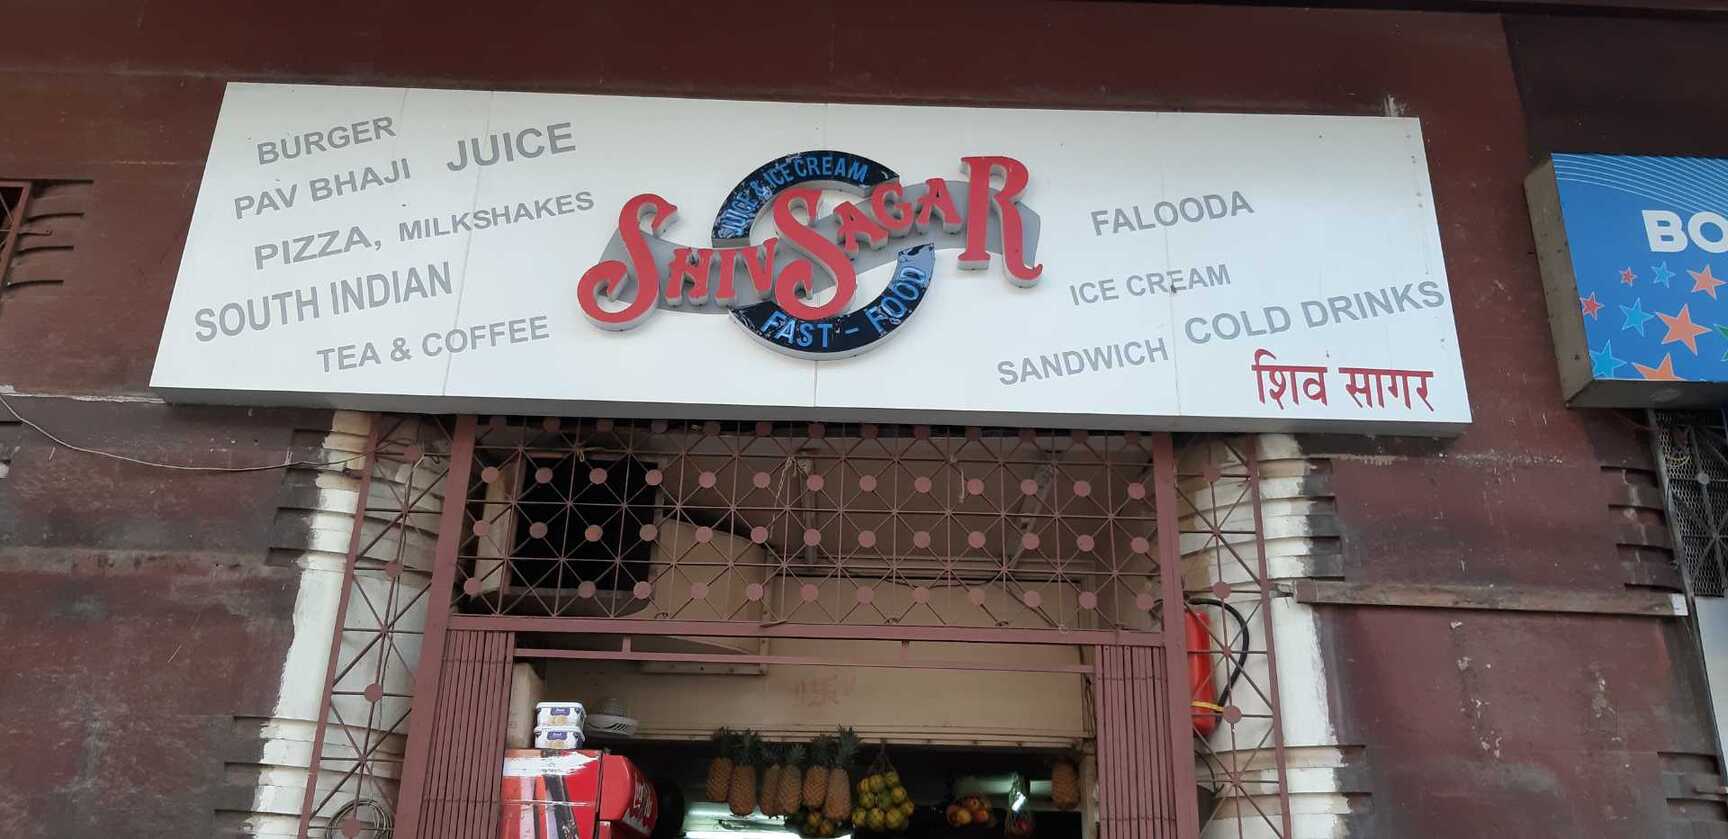 BURGER
JUICE
PAV BHAJI
PIZZA, MILKSHAKES
SOUTH INDIAN
TEA & COFFEE
JUICE & ICE CREAM
SHIV SAGAR
FAST - FOOD
FALOODA
ICE CREAM
COLD DRINKS
SANDWICH
शिव सागर
BO